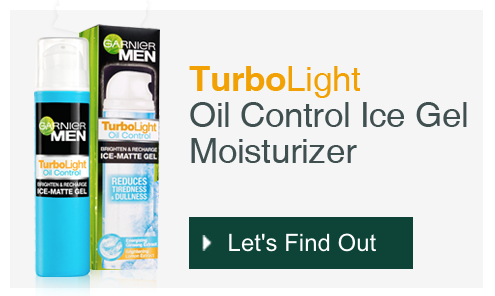 TurboLight
Oil Control Ice Gel
Moisturizer
Let's Find Out
GARNIER
MEN
TurboLight
Oil Control
BRIGHTEN & RECHARGE
ICE-MATTE GEL
GARNIER
MEN
TurboLight
Oil Control
BRIGHTEN & RECHARGE
ICE-MATTE GEL
REDUCES
TIREDNESS
& DULLNESS